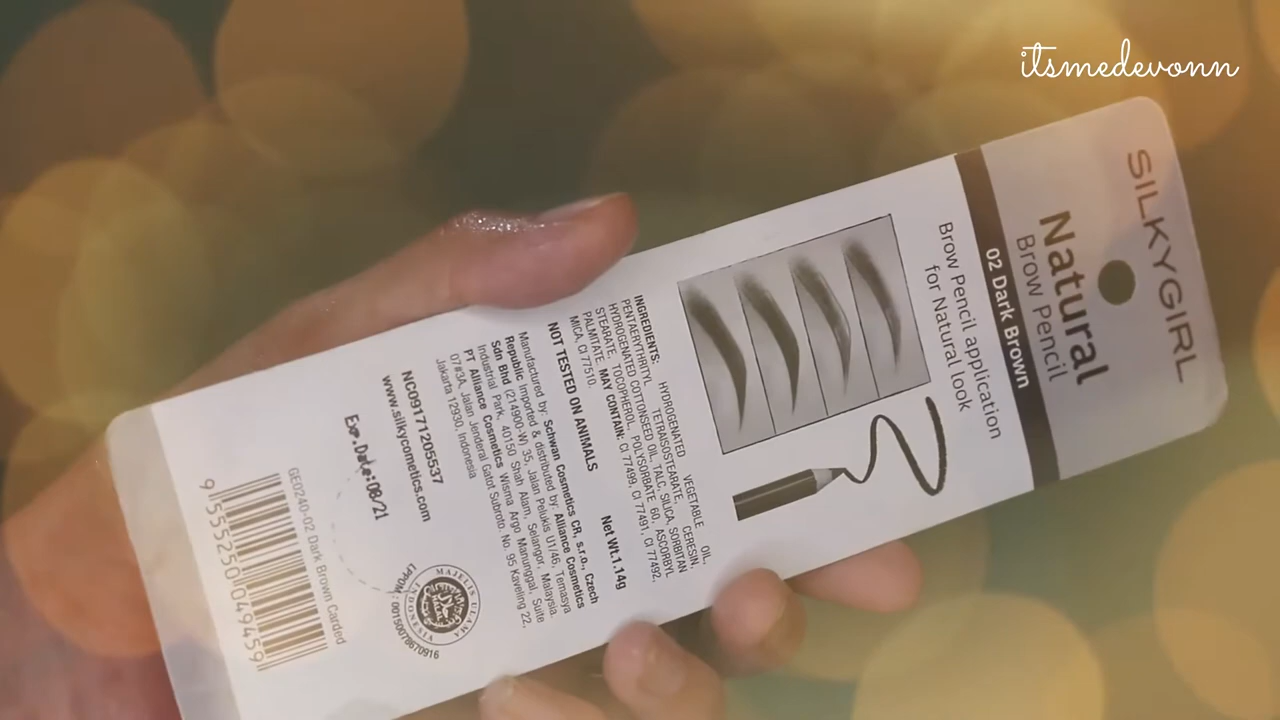 itsmedevonn
SILKYGIRL
Natural
Brow Pencil
02 Dark Brown
Brow Pencil application
for Natural look
INGREDIENTS: HYDROGENATED VEGETABLE OIL,
PENTAERYTHRITYL TETRAISOSTEARATE, CERESIN,
HYDROGENATED COTTONSEED OIL, TALC, SILICA, SORBITAN
STEARATE, TOCOPHEROL, POLYSORBATE 60, ASCORBYL
PALMITATE. MAY CONTAIN: CI 77499, CI 77491, CI 77492,
MICA, CI 77510.
NOT TESTED ON ANIMALS Net Wt.1.14g
Manufactured by: Schwan Cosmetics CR, s.r.o., Czech
Republic Imported & distributed by: Alliance Cosmetics
Sdn Bhd (214900-W) 35, Jalan Pelukis U1/46, Temasya
Industrial Park, 40150 Shah Alam, Selangor, Malaysia.
PT Alliance Cosmetics Wisma Argo Manunggal, Suite
07#3A, Jalan Jenderal Gatot Subroto, No. 95 Kaveling 22,
Jakarta 12930, Indonesia
NC09171205537
www.silkycometics.com
Exp.Date:08/21
MAJELIS ULAMA
INDONESIA
LPPOM : 00150078670916
GE0240-02 Dark Brown Carded
9 555250 049459